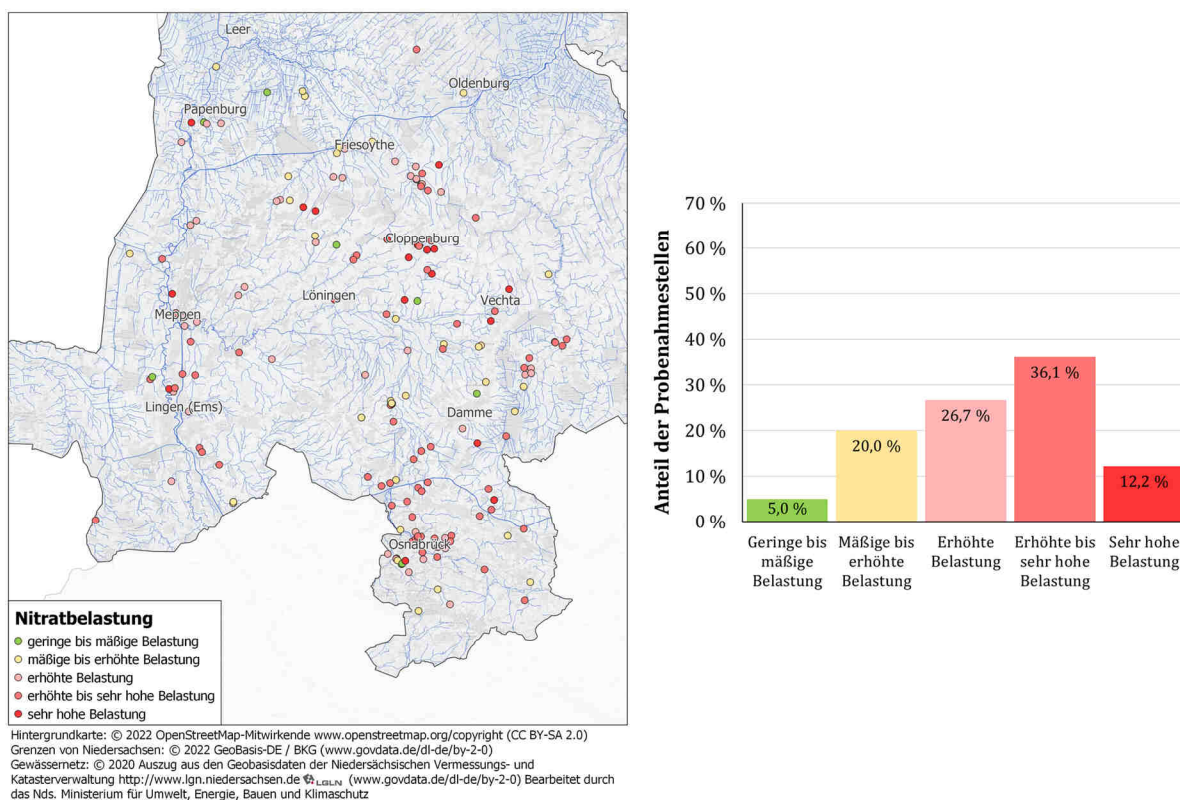 Leer
Oldenburg
Papenburg
Friesoythe
Cloppenburg
Löningen
Vechta
Meppen
Lingen (Ems)
Damme
Osnabrück
Nitratbelastung
geringe bis mäßige Belastung
mäßige bis erhöhte Belastung
erhöhte Belastung
erhöhte bis sehr hohe Belastung
sehr hohe Belastung
Hintergrundkarte: © 2022 OpenStreetMap-Mitwirkende www.openstreetmap.org/copyright (CC BY-SA 2.0)
Grenzen von Niedersachsen: © 2022 GeoBasis-DE / BKG (www.govdata.de/dl-de/by-2-0)
Gewässernetz: © 2020 Auszug aus den Geobasisdaten der Niedersächsischen Vermessungs- und
Katasterverwaltung http://www.lgn.niedersachsen.de LGLN (www.govdata.de/dl-de/by-2-0) Bearbeitet durch
das Nds. Ministerium für Umwelt, Energie, Bauen und Klimaschutz
Anteil der Probenahmestellen
70 %
60 %
50 %
40 %
30 %
20 %
10 %
0 %
5,0 %
20,0 %
26,7 %
36,1 %
12,2 %
Geringe bis
mäßige
Belastung
Mäßige bis
erhöhte
Belastung
Erhöhte
Belastung
Erhöhte bis
sehr hohe
Belastung
Sehr hohe
Belastung